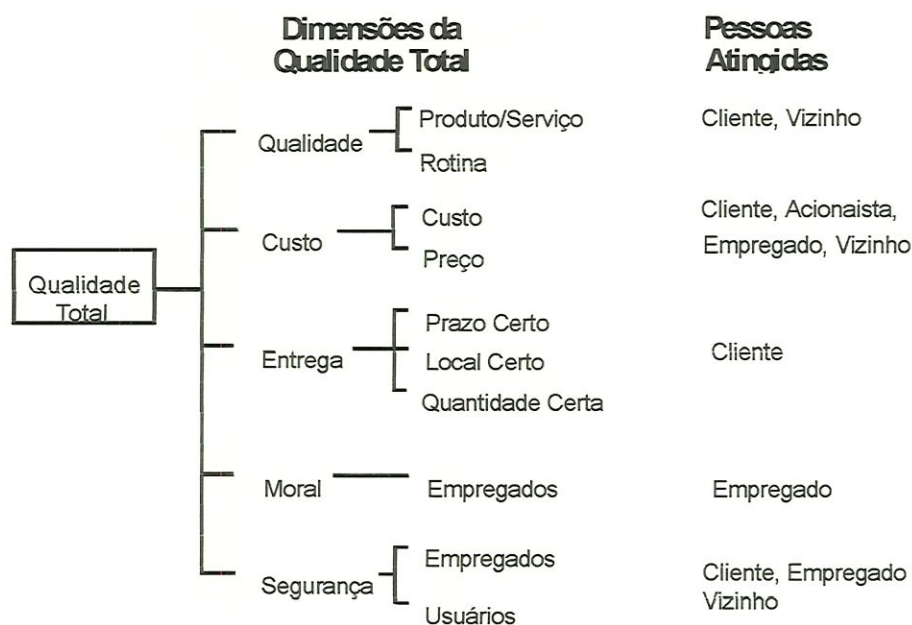 Dimensões da
Qualidade Total
Pessoas
Atingidas
Qualidade Total
Qualidade
Produto/Serviço
Rotina
Cliente, Vizinho
Custo
Custo
Preço
Cliente, Acionaista,
Empregado, Vizinho
Entrega
Prazo Certo
Local Certo
Quantidade Certa
Cliente
Moral
Empregados
Empregado
Segurança
Empregados
Usuários
Cliente, Empregado
Vizinho